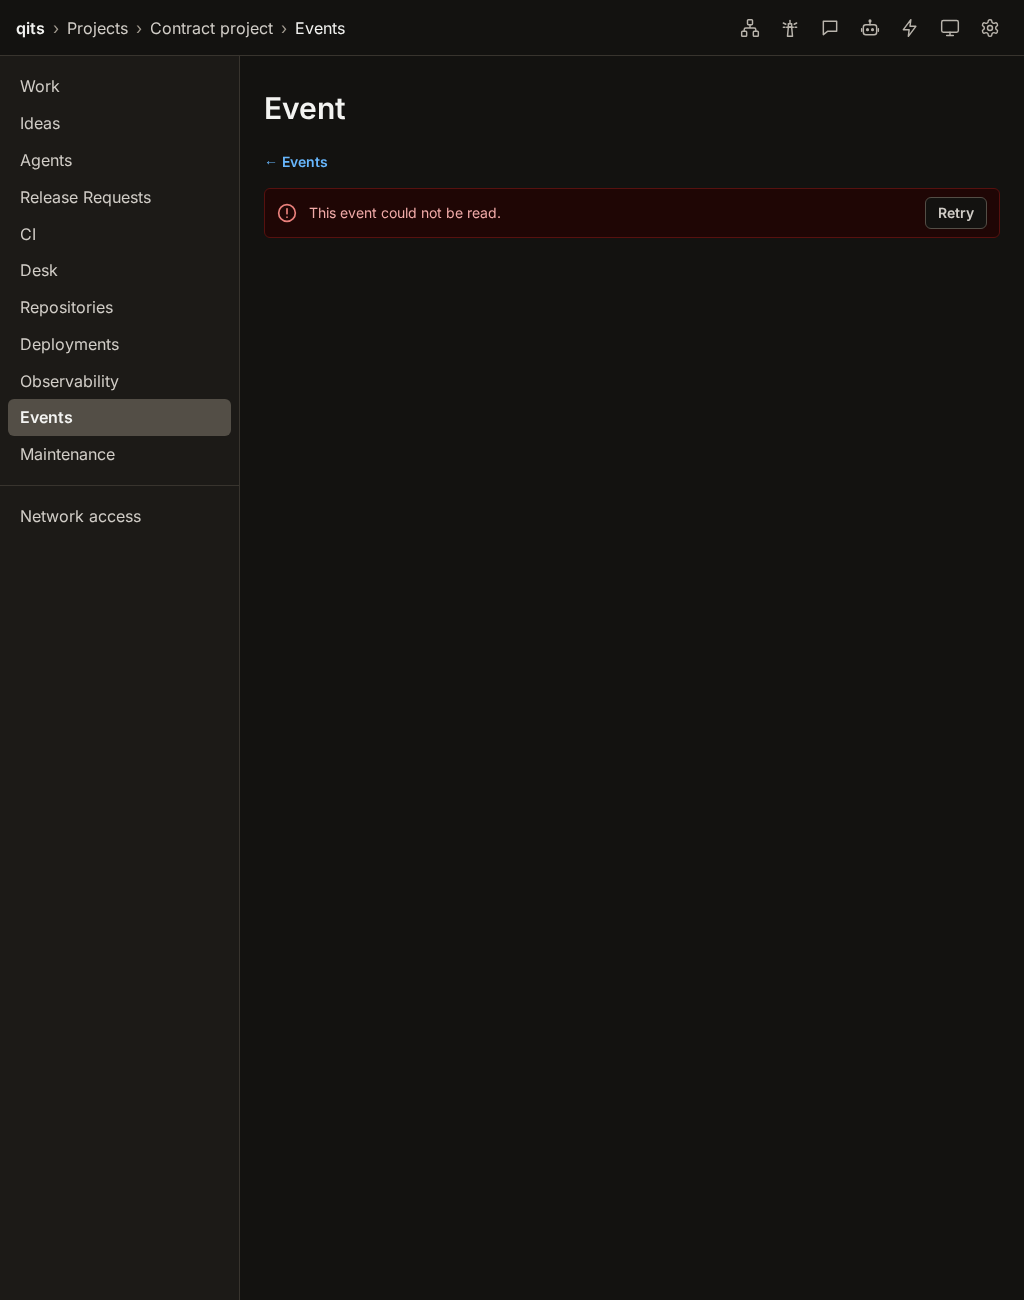 qits › Projects › Contract project › Events
Work
Ideas
Agents
Release Requests
CI
Desk
Repositories
Deployments
Observability
Events
Maintenance
Network access
Event
← Events
This event could not be read.
Retry